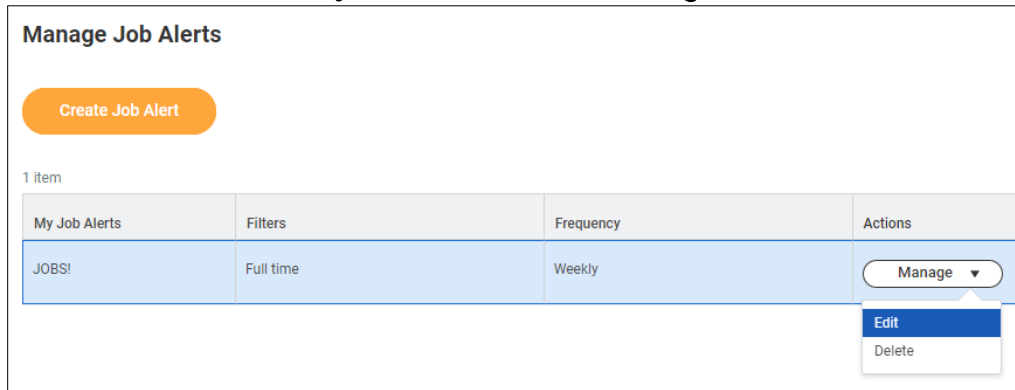 Manage Job Alerts
Create Job Alert
1 item
My Job Alerts Filters Frequency Actions
JOBS! Full time Weekly Manage
Edit
Delete